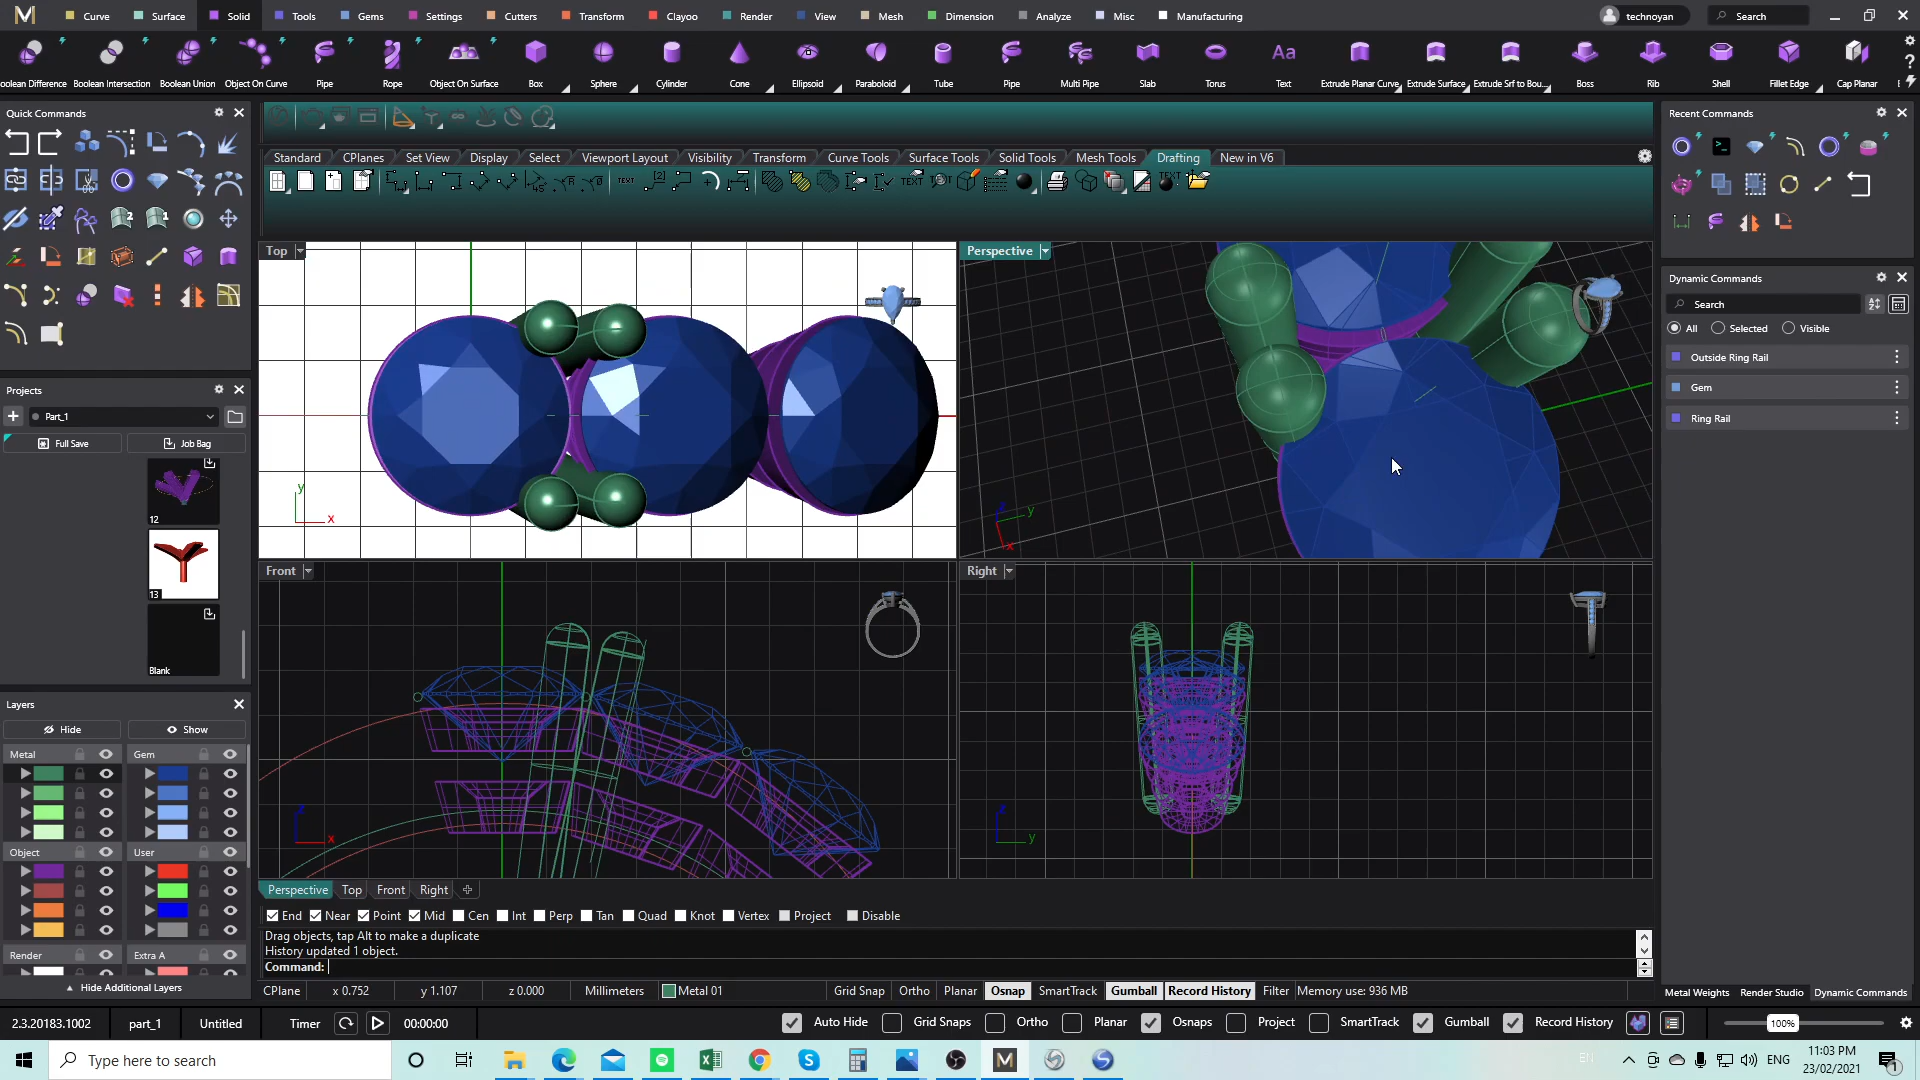 Curve Surface Solid Tools Gems Settings Cutters Transform Clayoo Render View Mesh Dimension Analyze Misc Manufacturing technoyan Search
oolean Difference Boolean Intersection Boolean Union Object On Curve Pipe Rope Object On Surface Box Sphere Cylinder Cone Ellipsoid Paraboloid Tube Pipe Multi Pipe Slab Torus Text Extrude Planar Curve Extrude Surface Extrude Srf to Bou... Boss Rib Shell Fillet Edge Cap Planar
Quick Commands
Standard CPlanes Set View Display Select Viewport Layout Visibility Transform Curve Tools Surface Tools Solid Tools Mesh Tools Drafting New in V6
Recent Commands
Top
Perspective
Dynamic Commands
Search
All Selected Visible
Outside Ring Rail
Gem
Ring Rail
Projects
Part_1
Full Save Job Bag
12
13
Blank
y
x
y
x
Front
Right
x
y
Layers
Hide Show
Metal Gem
Object User
Render Extra A
Hide Additional Layers
Perspective Top Front Right
End Near Point Mid Cen Int Perp Tan Quad Knot Vertex Project Disable
Drag objects, tap Alt to make a duplicate
History updated 1 object.
Command:
CPlane x 0.752 y 1.107 z 0.000 Millimeters Metal 01 Grid Snap Ortho Planar Osnap SmartTrack Gumball Record History Filter Memory use: 936 MB
Metal Weights Render Studio Dynamic Commands
2.3.20183.1002 part_1 Untitled Timer 00:00:00 Auto Hide Grid Snaps Ortho Planar Osnaps Project SmartTrack Gumball Record History 100%
Type here to search
ENG
11:03 PM
23/02/2021